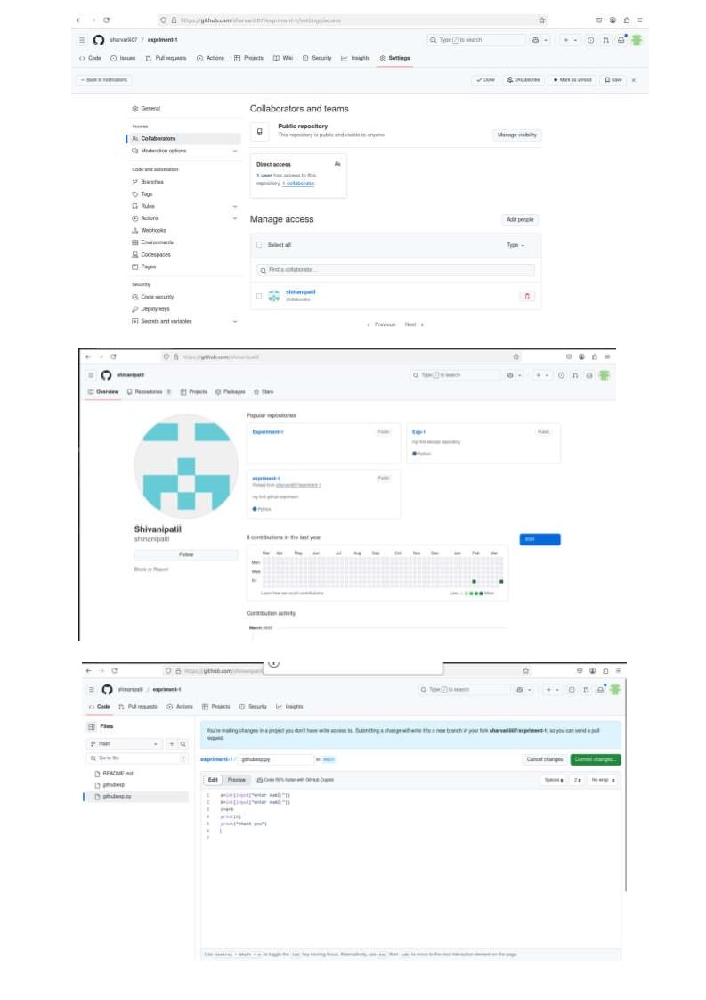 https://github.com/sharvarili07/expriment-1/settings/access
sharvarili07 / expriment-1
Type / to search
Code Issues Pull requests Actions Projects Wiki Security Insights Settings
Back to notifications
Done Unsubscribe Mark as unread Save
General
Access
Collaborators
Moderation options
Code and automation
Branches
Tags
Rules
Actions
Webhooks
Environments
Codespaces
Pages
Security
Code security
Deploy keys
Secrets and variables
Collaborators and teams
Public repository
This repository is public and visible to anyone
Manage visibility
Direct access
1 user has access to this
repository. 1 collaborator.
Manage access
Add people
Select all
Type
Find a collaborator...
shinanipatil
Collaborator
Previous Next
https://github.com/shinanipatil
shinanipatil
Type / to search
Overview Repositories 3 Projects Packages Stars
Shivanipatil
shinanipatil
Follow
Block or Report
Popular repositories
Experiment-1 Public
Exp-1 Public
my first devops repository
Python
expriment-1 Public
Forked from sharvarili07/expriment-1
my first github expriment
Python
8 contributions in the last year
2025
Mar Apr May Jun Jul Aug Sep Oct Nov Dec Jan Feb Mar
Mon
Wed
Fri
Learn how we count contributions
Less More
Contribution activity
March 2025
https://github.com/shinanipatil
shinanipatil / expriment-1
Type / to search
Code Pull requests Actions Projects Security Insights
Files
main
Go to file
README.md
githubexp
githubexp.py
You're making changes in a project you don't have write access to. Submitting a change will write it to a new branch in your fork sharvarili07/expriment-1, so you can send a pull
request.
expriment-1 / githubexp.py in main
Cancel changes Commit changes...
Edit Preview Code 55% faster with GitHub Copilot
Spaces 2 No wrap
1 a=int(input("enter num1:"))
2 b=int(input("enter num2:"))
3 c=a+b
4 print(c)
5 print("thank you")
6
7
Use Control + Shift + m to toggle the tab key moving focus. Alternatively, use esc then tab to move to the next interactive element on the page.